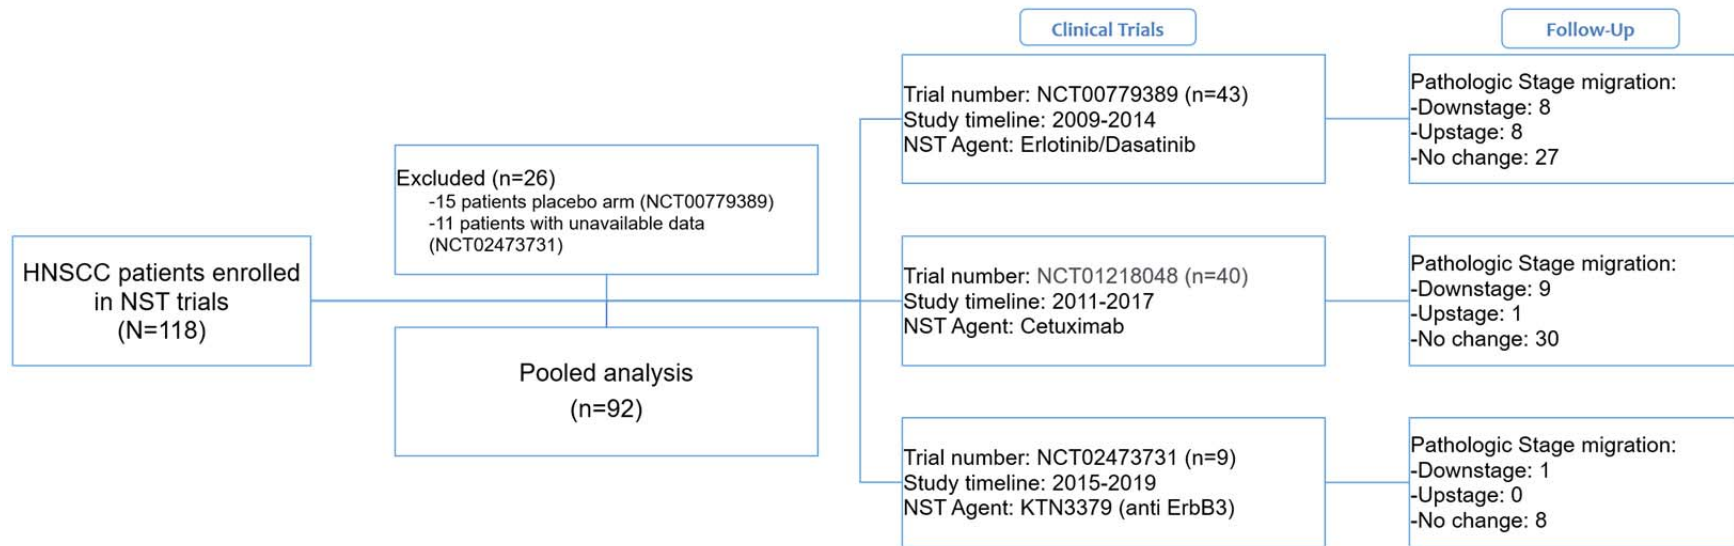 HNSCC patients enrolled
in NST trials
(N=118)
Excluded (n=26)
-15 patients placebo arm (NCT00779389)
-11 patients with unavailable data
(NCT02473731)
Pooled analysis
(n=92)
Clinical Trials
Trial number: NCT00779389 (n=43)
Study timeline: 2009-2014
NST Agent: Erlotinib/Dasatinib
Trial number: NCT01218048 (n=40)
Study timeline: 2011-2017
NST Agent: Cetuximab
Trial number: NCT02473731 (n=9)
Study timeline: 2015-2019
NST Agent: KTN3379 (anti ErbB3)
Follow-Up
Pathologic Stage migration:
-Downstage: 8
-Upstage: 8
-No change: 27
Pathologic Stage migration:
-Downstage: 9
-Upstage: 1
-No change: 30
Pathologic Stage migration:
-Downstage: 1
-Upstage: 0
-No change: 8